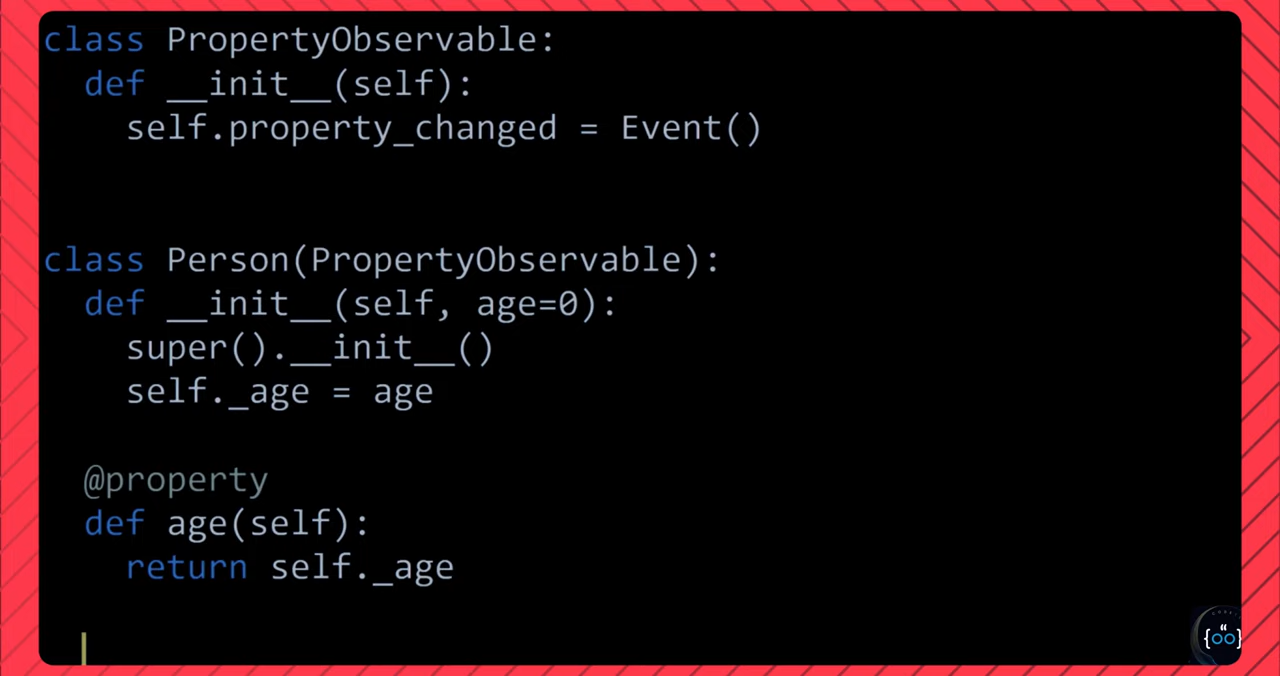 class PropertyObservable:
  def __init__(self):
    self.property_changed = Event()
class Person(PropertyObservable):
  def __init__(self, age=0):
    super().__init__()
    self._age = age
  @property
  def age(self):
    return self._age